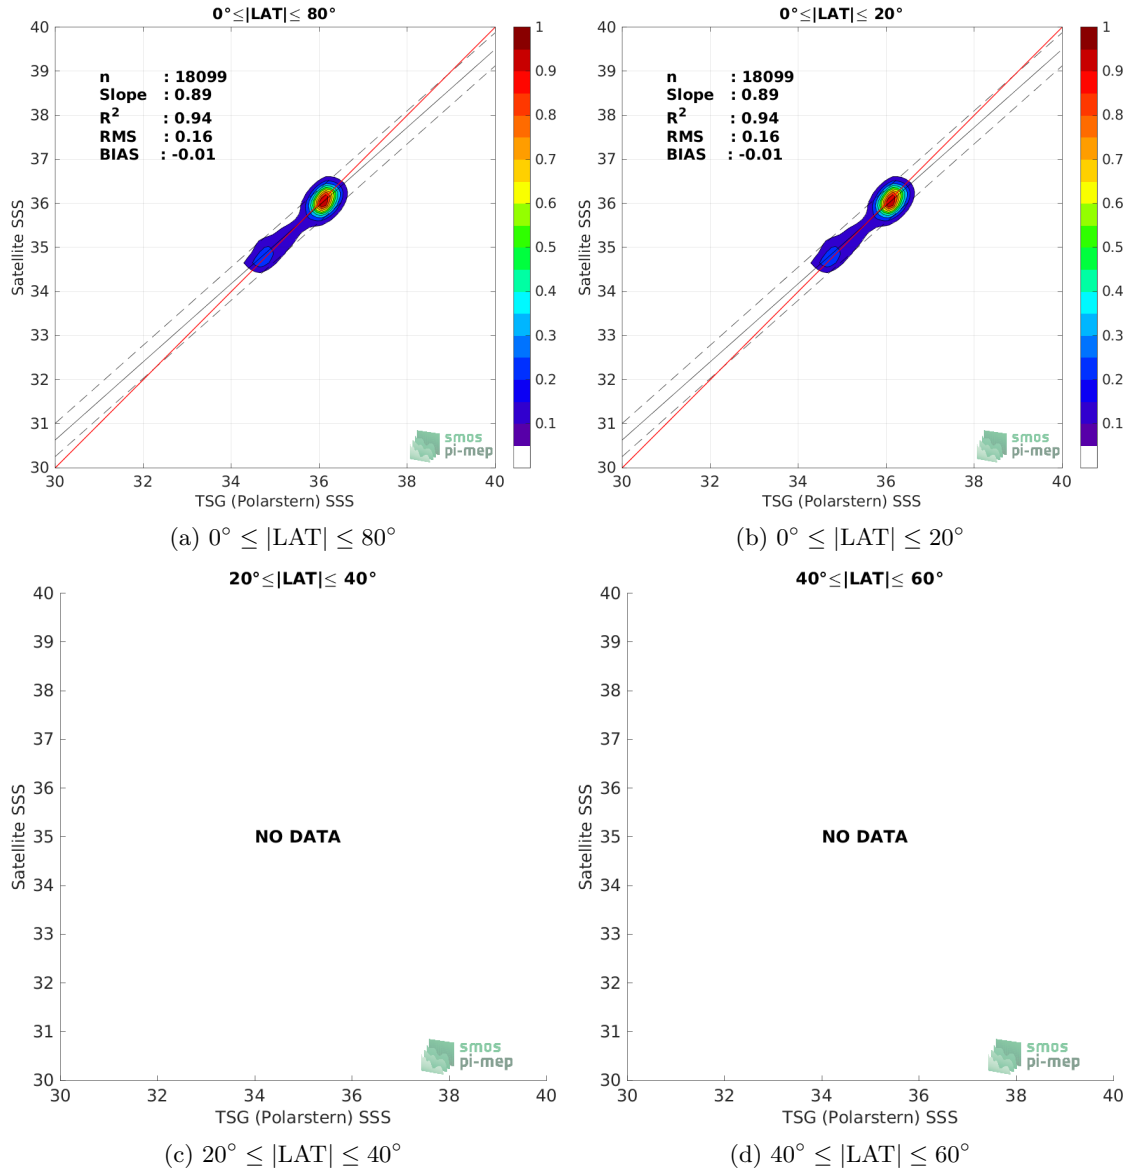 0°≤|LAT|≤ 80°
40
39
38
37
36
35
34
33
32
31
30
Satellite SSS
n : 18099
Slope : 0.89
R² : 0.94
RMS : 0.16
BIAS : -0.01
smos
pi-mep
30 32 34 36 38 40
TSG (Polarstern) SSS
1
0.9
0.8
0.7
0.6
0.5
0.4
0.3
0.2
0.1
(a) 0° ≤ |LAT| ≤ 80°
0°≤|LAT|≤ 20°
40
39
38
37
36
35
34
33
32
31
30
Satellite SSS
n : 18099
Slope : 0.89
R² : 0.94
RMS : 0.16
BIAS : -0.01
smos
pi-mep
30 32 34 36 38 40
TSG (Polarstern) SSS
1
0.9
0.8
0.7
0.6
0.5
0.4
0.3
0.2
0.1
(b) 0° ≤ |LAT| ≤ 20°
20°≤|LAT|≤ 40°
40
39
38
37
36
35
34
33
32
31
30
Satellite SSS
NO DATA
smos
pi-mep
30 32 34 36 38 40
TSG (Polarstern) SSS
(c) 20° ≤ |LAT| ≤ 40°
40°≤|LAT|≤ 60°
40
39
38
37
36
35
34
33
32
31
30
Satellite SSS
NO DATA
smos
pi-mep
30 32 34 36 38 40
TSG (Polarstern) SSS
(d) 40° ≤ |LAT| ≤ 60°